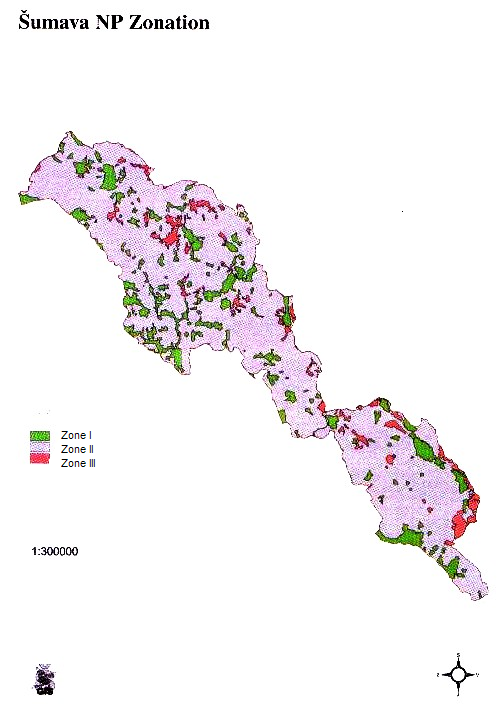 Šumava NP Zonation
Zone I
Zone II
Zone III
1:300000
S
V
J